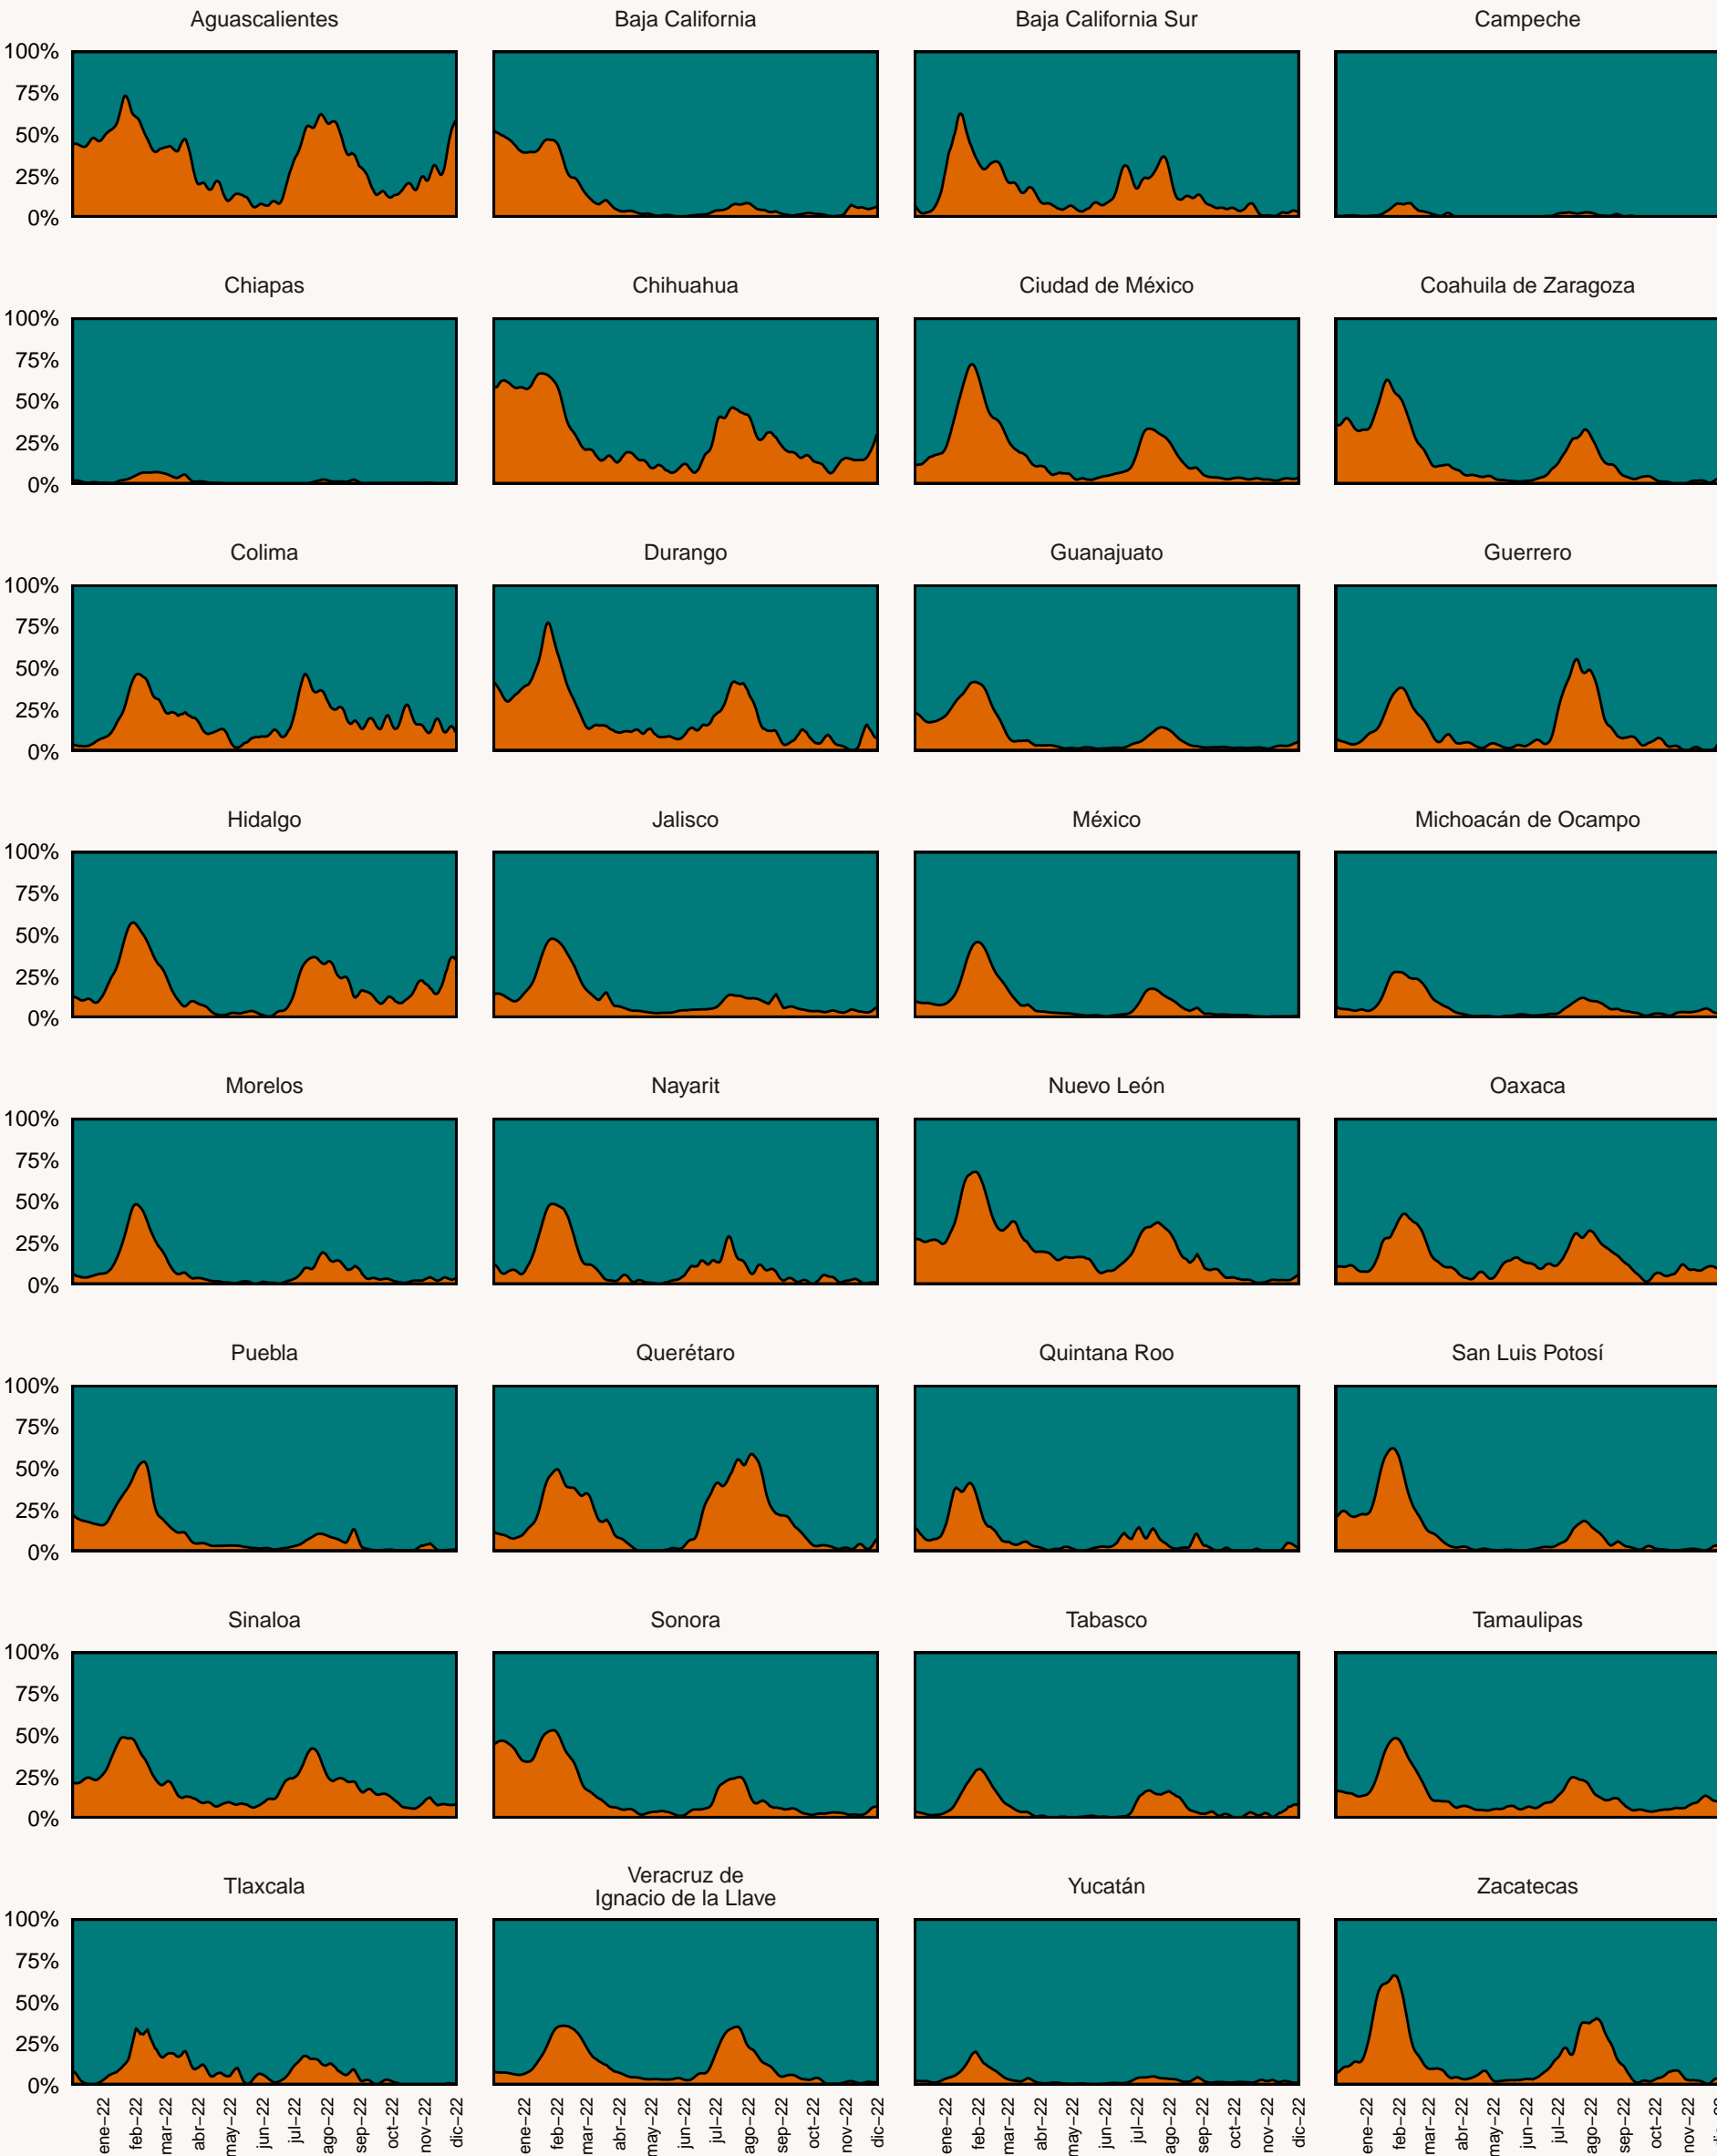 Aguascalientes
Baja California
Baja California Sur
Campeche
100%
75%
50%
25%
0%
Chiapas
Chihuahua
Ciudad de México
Coahuila de Zaragoza
100%
75%
50%
25%
0%
Colima
Durango
Guanajuato
Guerrero
100%
75%
50%
25%
0%
Hidalgo
Jalisco
México
Michoacán de Ocampo
100%
75%
50%
25%
0%
Morelos
Nayarit
Nuevo León
Oaxaca
100%
75%
50%
25%
0%
Puebla
Querétaro
Quintana Roo
San Luis Potosí
100%
75%
50%
25%
0%
Sinaloa
Sonora
Tabasco
Tamaulipas
100%
75%
50%
25%
0%
Tlaxcala
Veracruz de
Ignacio de la Llave
Yucatán
Zacatecas
100%
75%
50%
25%
0%
ene−22
feb−22
mar−22
abr−22
may−22
jun−22
jul−22
ago−22
sep−22
oct−22
nov−22
dic−22
ene−22
feb−22
mar−22
abr−22
may−22
jun−22
jul−22
ago−22
sep−22
oct−22
nov−22
dic−22
ene−22
feb−22
mar−22
abr−22
may−22
jun−22
jul−22
ago−22
sep−22
oct−22
nov−22
dic−22
ene−22
feb−22
mar−22
abr−22
may−22
jun−22
jul−22
ago−22
sep−22
oct−22
nov−22